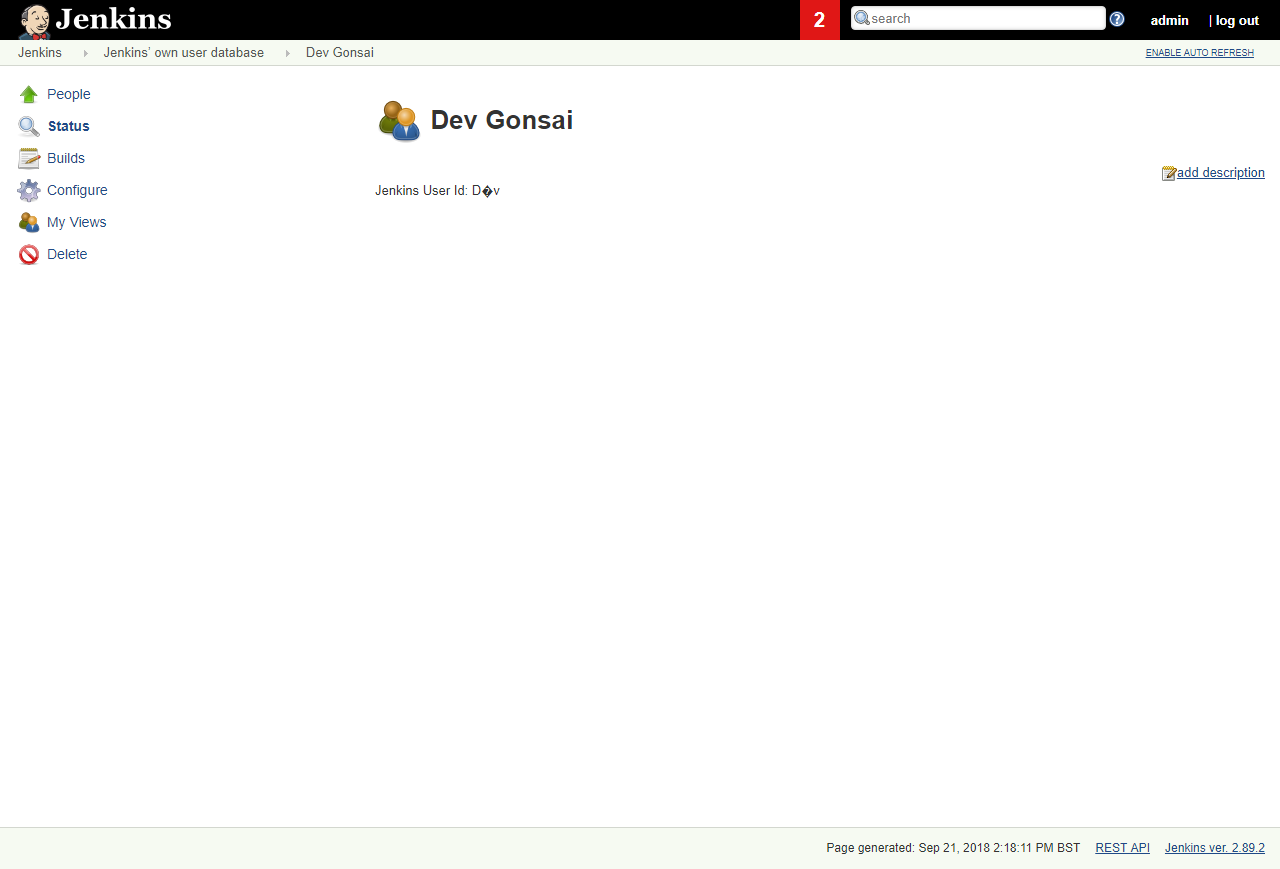 Jenkins
2
search
?
admin
| log out
Jenkins
Jenkins' own user database
Dev Gonsai
ENABLE AUTO REFRESH
People
Status
Builds
Configure
My Views
Delete
Dev Gonsai
add description
Jenkins User Id: D�v
Page generated: Sep 21, 2018 2:18:11 PM BST
REST API
Jenkins ver. 2.89.2